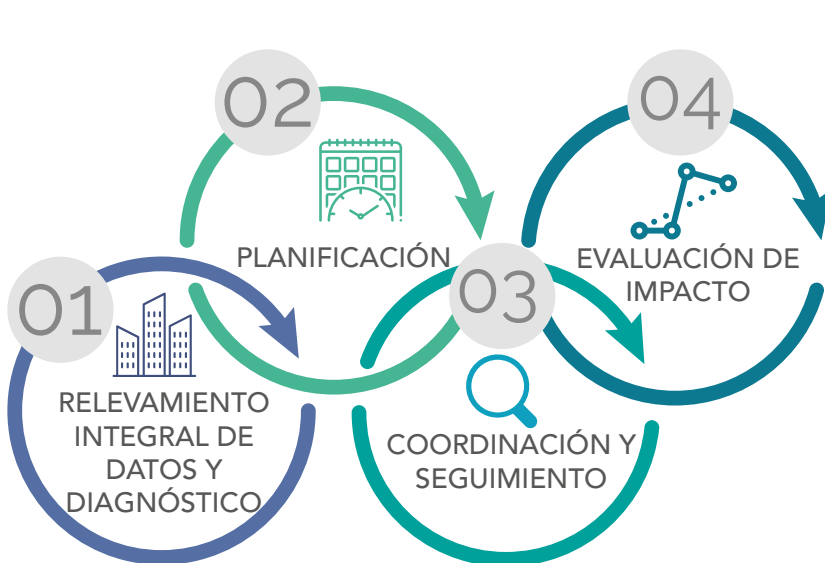 01
RELEVAMIENTO
INTEGRAL DE
DATOS Y
DIAGNÓSTICO
02
PLANIFICACIÓN
03
COORDINACIÓN Y
SEGUIMIENTO
04
EVALUACIÓN DE
IMPACTO